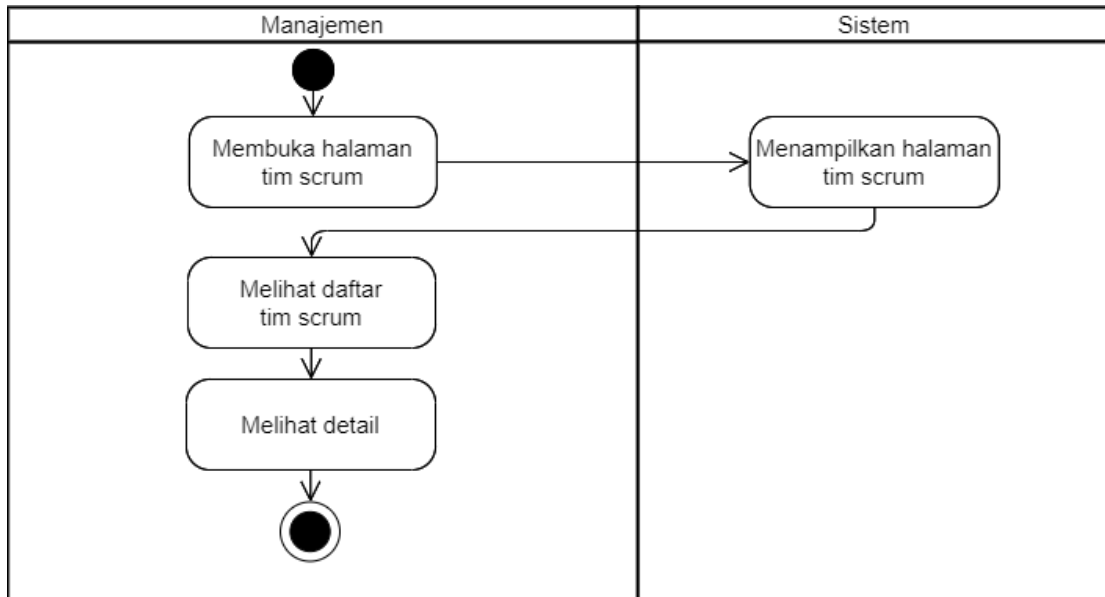 Manajemen
Sistem
Membuka halaman
tim scrum
Menampilkan halaman
tim scrum
Melihat daftar
tim scrum
Melihat detail